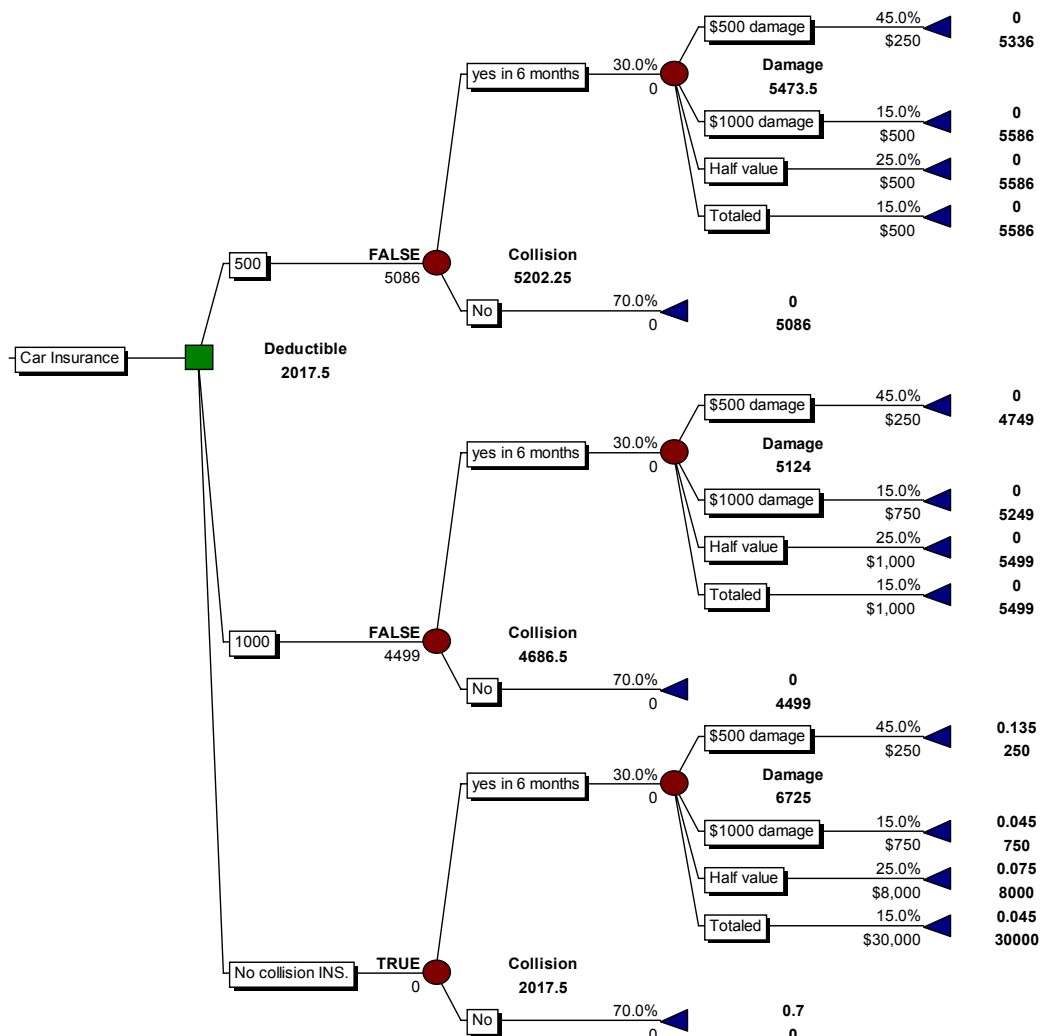 $500 damage 45.0% 0
$250 5336
yes in 6 months 30.0% Damage
0 5473.5
$1000 damage 15.0% 0
$500 5586
Half value 25.0% 0
$500 5586
Totaled 15.0% 0
$500 5586
500 FALSE Collision
5086 5202.25
No 70.0% 0
0 5086
Car Insurance Deductible
2017.5
$500 damage 45.0% 0
$250 4749
yes in 6 months 30.0% Damage
0 5124
$1000 damage 15.0% 0
$750 5249
Half value 25.0% 0
$1,000 5499
Totaled 15.0% 0
$1,000 5499
1000 FALSE Collision
4499 4686.5
No 70.0% 0
0 4499
$500 damage 45.0% 0.135
$250 250
yes in 6 months 30.0% Damage
0 6725
$1000 damage 15.0% 0.045
$750 750
Half value 25.0% 0.075
$8,000 8000
Totaled 15.0% 0.045
$30,000 30000
No collision INS. TRUE Collision
0 2017.5
No 70.0% 0.7
0 0